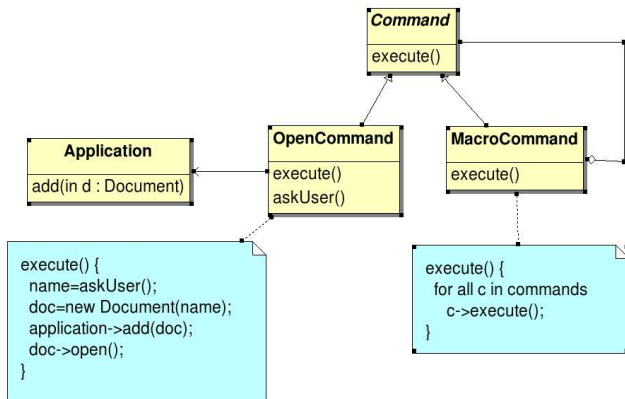 Command
execute()
Application
add(in d : Document)
OpenCommand
execute()
askUser()
MacroCommand
execute()
execute() {
name=askUser();
doc=new Document(name);
application->add(doc);
doc->open();
}
execute() {
for all c in commands
c->execute();
}